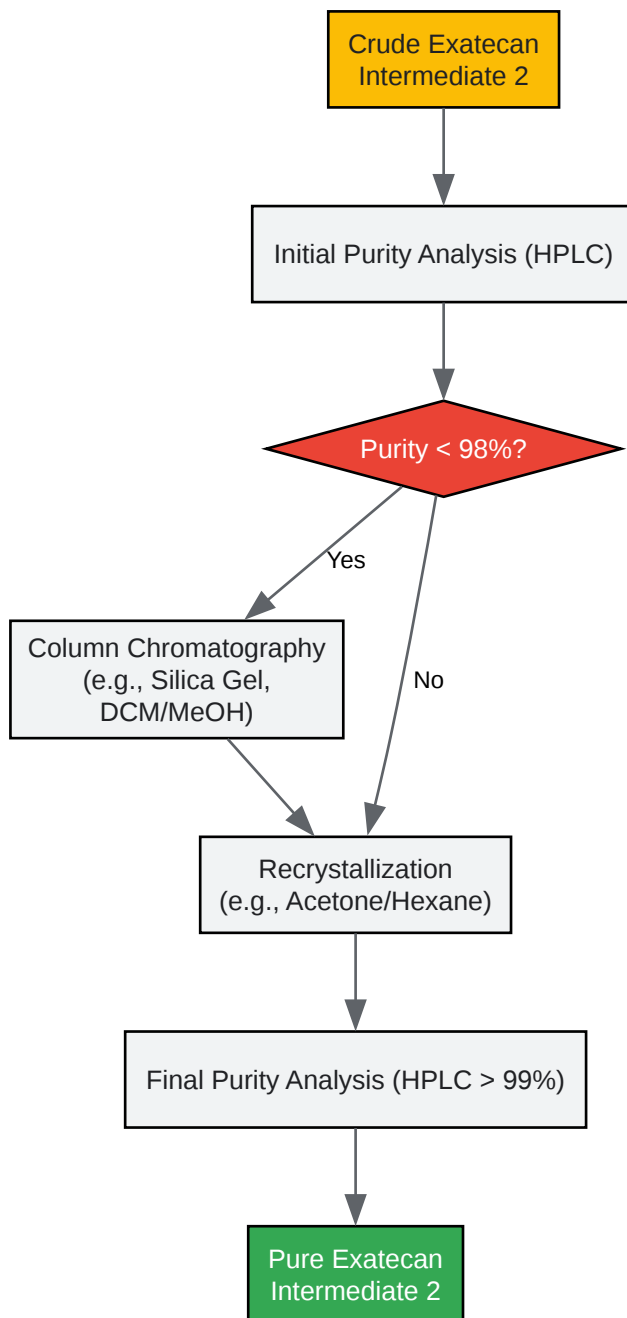 Crude Exatecan
Intermediate 2
Initial Purity Analysis (HPLC)
Purity < 98%?
Yes
Column Chromatography
(e.g., Silica Gel,
DCM/MeOH)
No
Recrystallization
(e.g., Acetone/Hexane)
Final Purity Analysis (HPLC > 99%)
Pure Exatecan
Intermediate 2